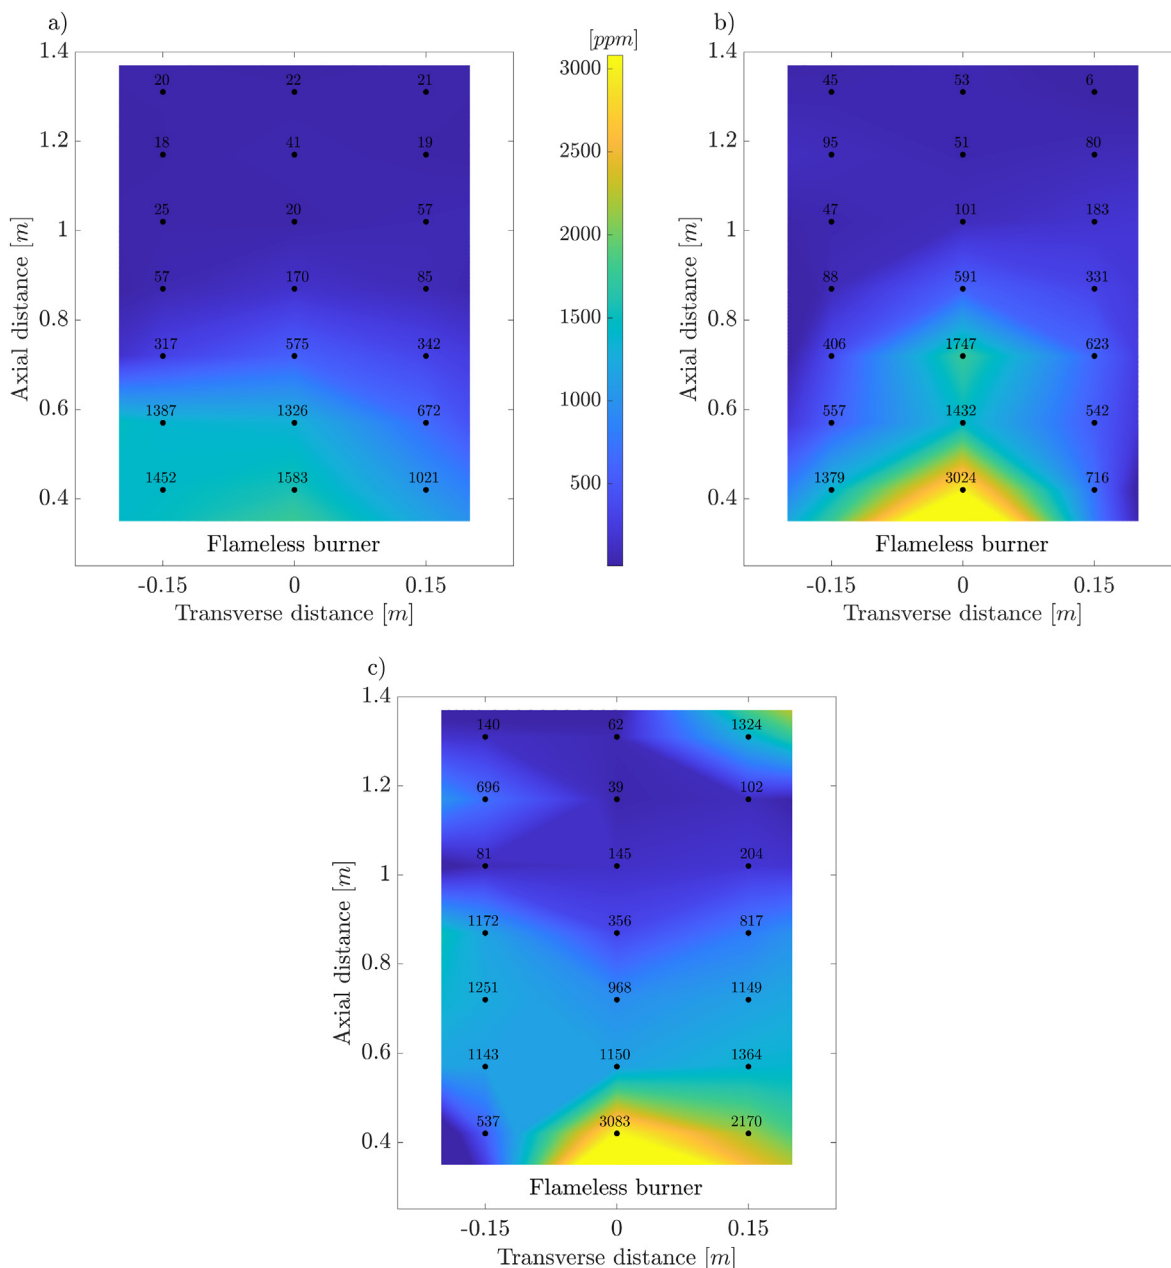 a)
[ppm]
b)
1.4
1.2
1
0.8
0.6
0.4
Axial distance [m]
20 22 21
18 41 19
25 20 57
57 170 85
317 575 342
1387 1326 672
1452 1583 1021
Flameless burner
-0.15 0 0.15
Transverse distance [m]
3000
2500
2000
1500
1000
500
1.4
1.2
1
0.8
0.6
0.4
Axial distance [m]
45 53 6
95 51 80
47 101 183
88 591 331
406 1747 623
557 1432 542
1379 3024 716
Flameless burner
-0.15 0 0.15
Transverse distance [m]
c)
1.4
1.2
1
0.8
0.6
0.4
Axial distance [m]
140 62 1324
696 39 102
81 145 204
1172 356 817
1251 968 1149
1143 1150 1364
537 3083 2170
Flameless burner
-0.15 0 0.15
Transverse distance [m]